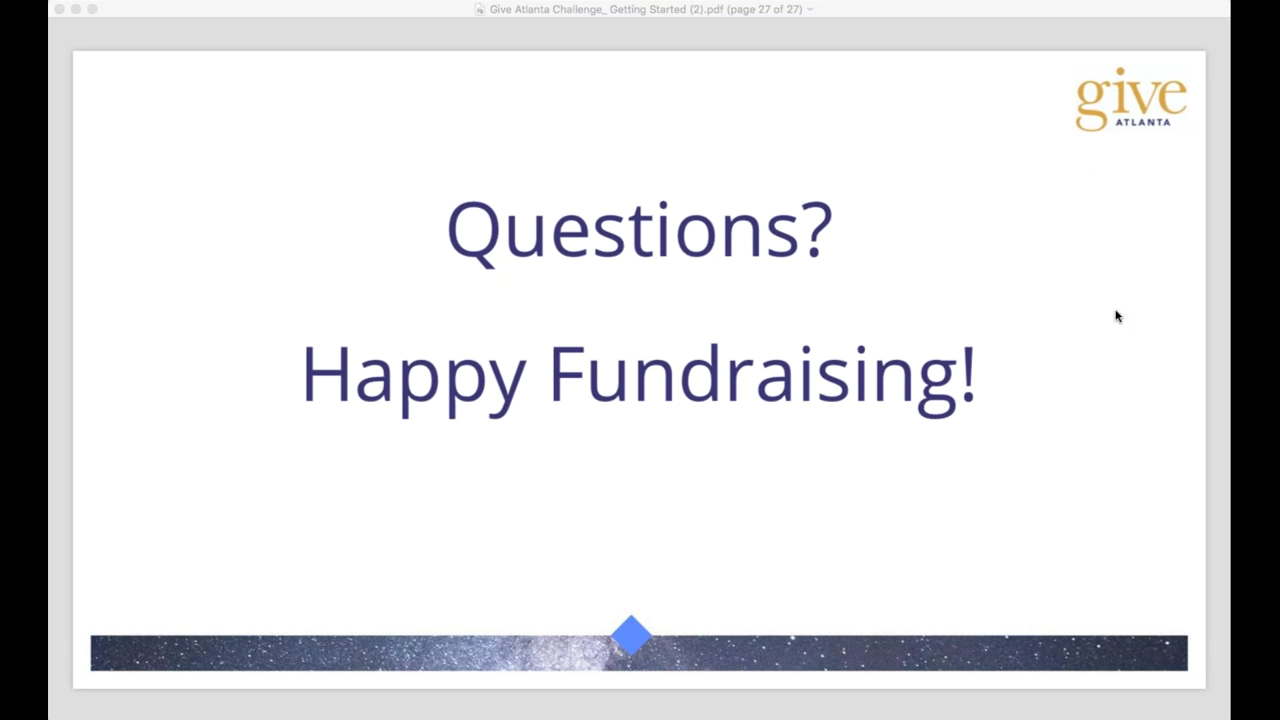 Give Atlanta Challenge_ Getting Started (2).pdf (page 27 of 27)
give
ATLANTA
Questions?
Happy Fundraising!